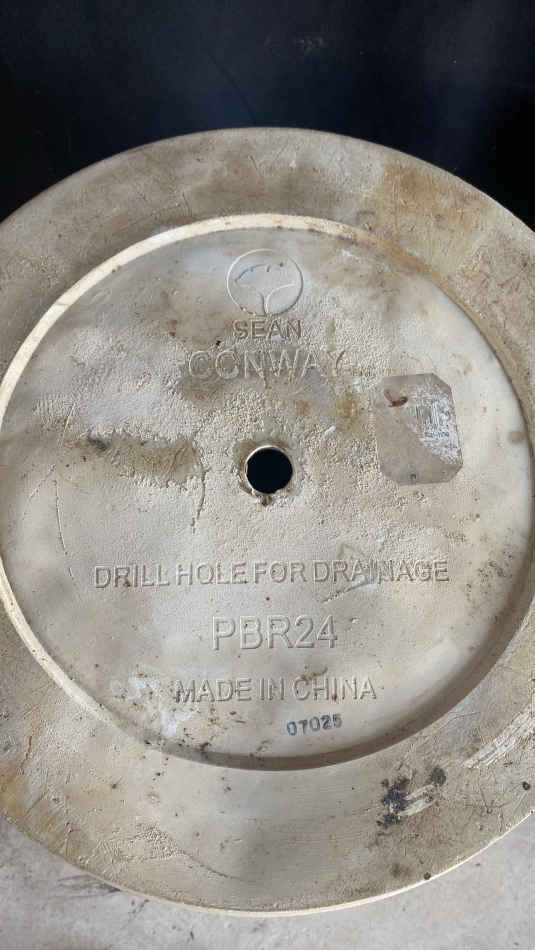 SEAN
CONWAY
DRILL HOLE FOR DRAINAGE
PBR24
MADE IN CHINA
07025